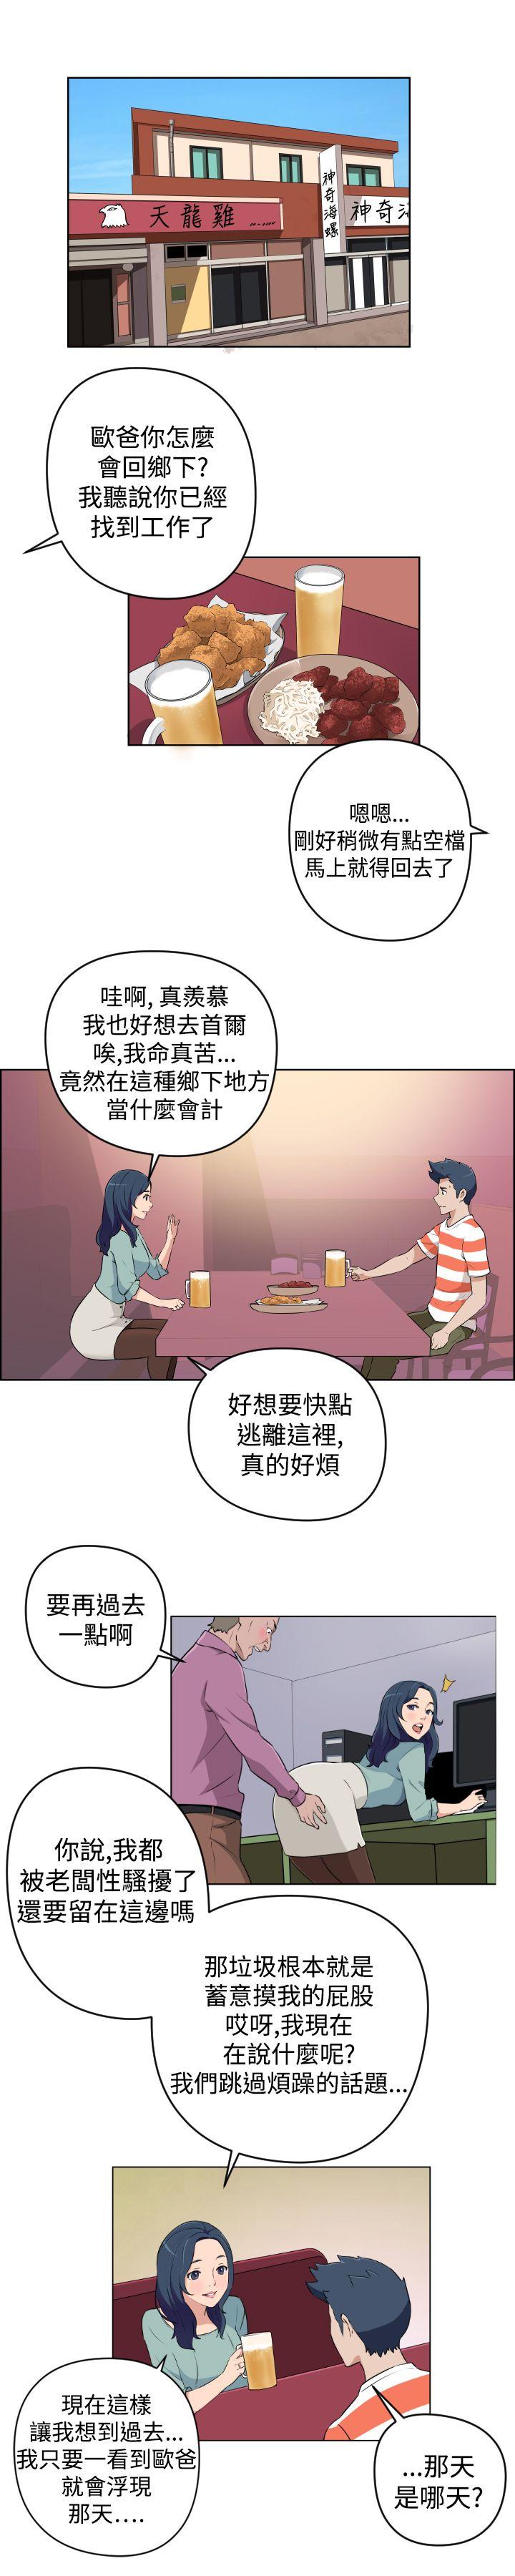 天龍雞
神奇海螺
神奇海
歐爸你怎麼
會回鄉下?
我聽說你已經
找到工作了
嗯嗯...
剛好稍微有點空檔
馬上就得回去了
哇啊, 真羨慕
我也好想去首爾
唉,我命真苦...
竟然在這種鄉下地方
當什麼會計
好想要快點
逃離這裡,
真的好煩
要再過去
一點啊
你說,我都
被老闆性騷擾了
還要留在這邊嗎
那垃圾根本就是
蓄意摸我的屁股
哎呀,我現在
在說什麼呢?
我們跳過煩躁的話題...
現在這樣
讓我想到過去...
我只要一看到歐爸
就會浮現
那天....
...那天
是哪天?